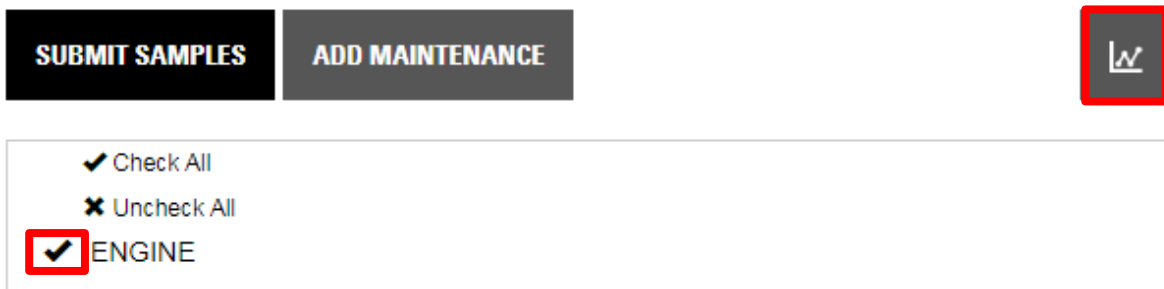 SUBMIT SAMPLES ADD MAINTENANCE
Check All
Uncheck All
ENGINE